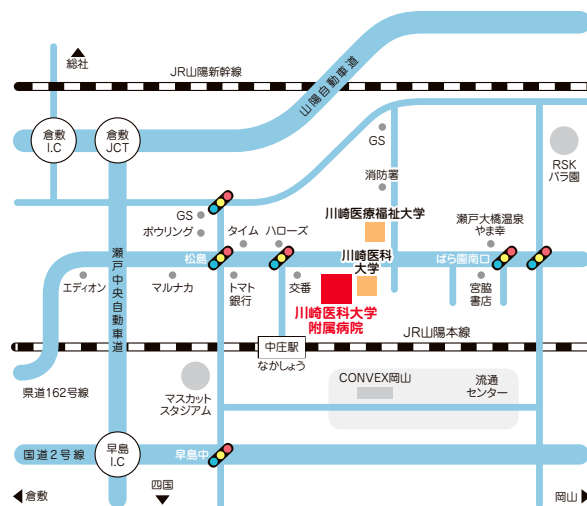 総社
JR山陽新幹線
山陽自動車道
倉敷
I.C
倉敷
JCT
GS
RSK
バラ園
消防署
川崎医療福祉大学
GS
ボウリング
タイム
ハローズ
瀬戸大橋温泉
やま幸
川崎医科
大学
松島
ばら園南口
瀬戸中央自動車道
エディオン
マルナカ
トマト
銀行
交番
宮脇
書店
川崎医科大学
附属病院
JR山陽本線
中庄駅
なかしょう
県道162号線
マスカット
スタジアム
CONVEX岡山
流通
センター
国道2号線
早島
I.C
早島中
倉敷
四国
岡山